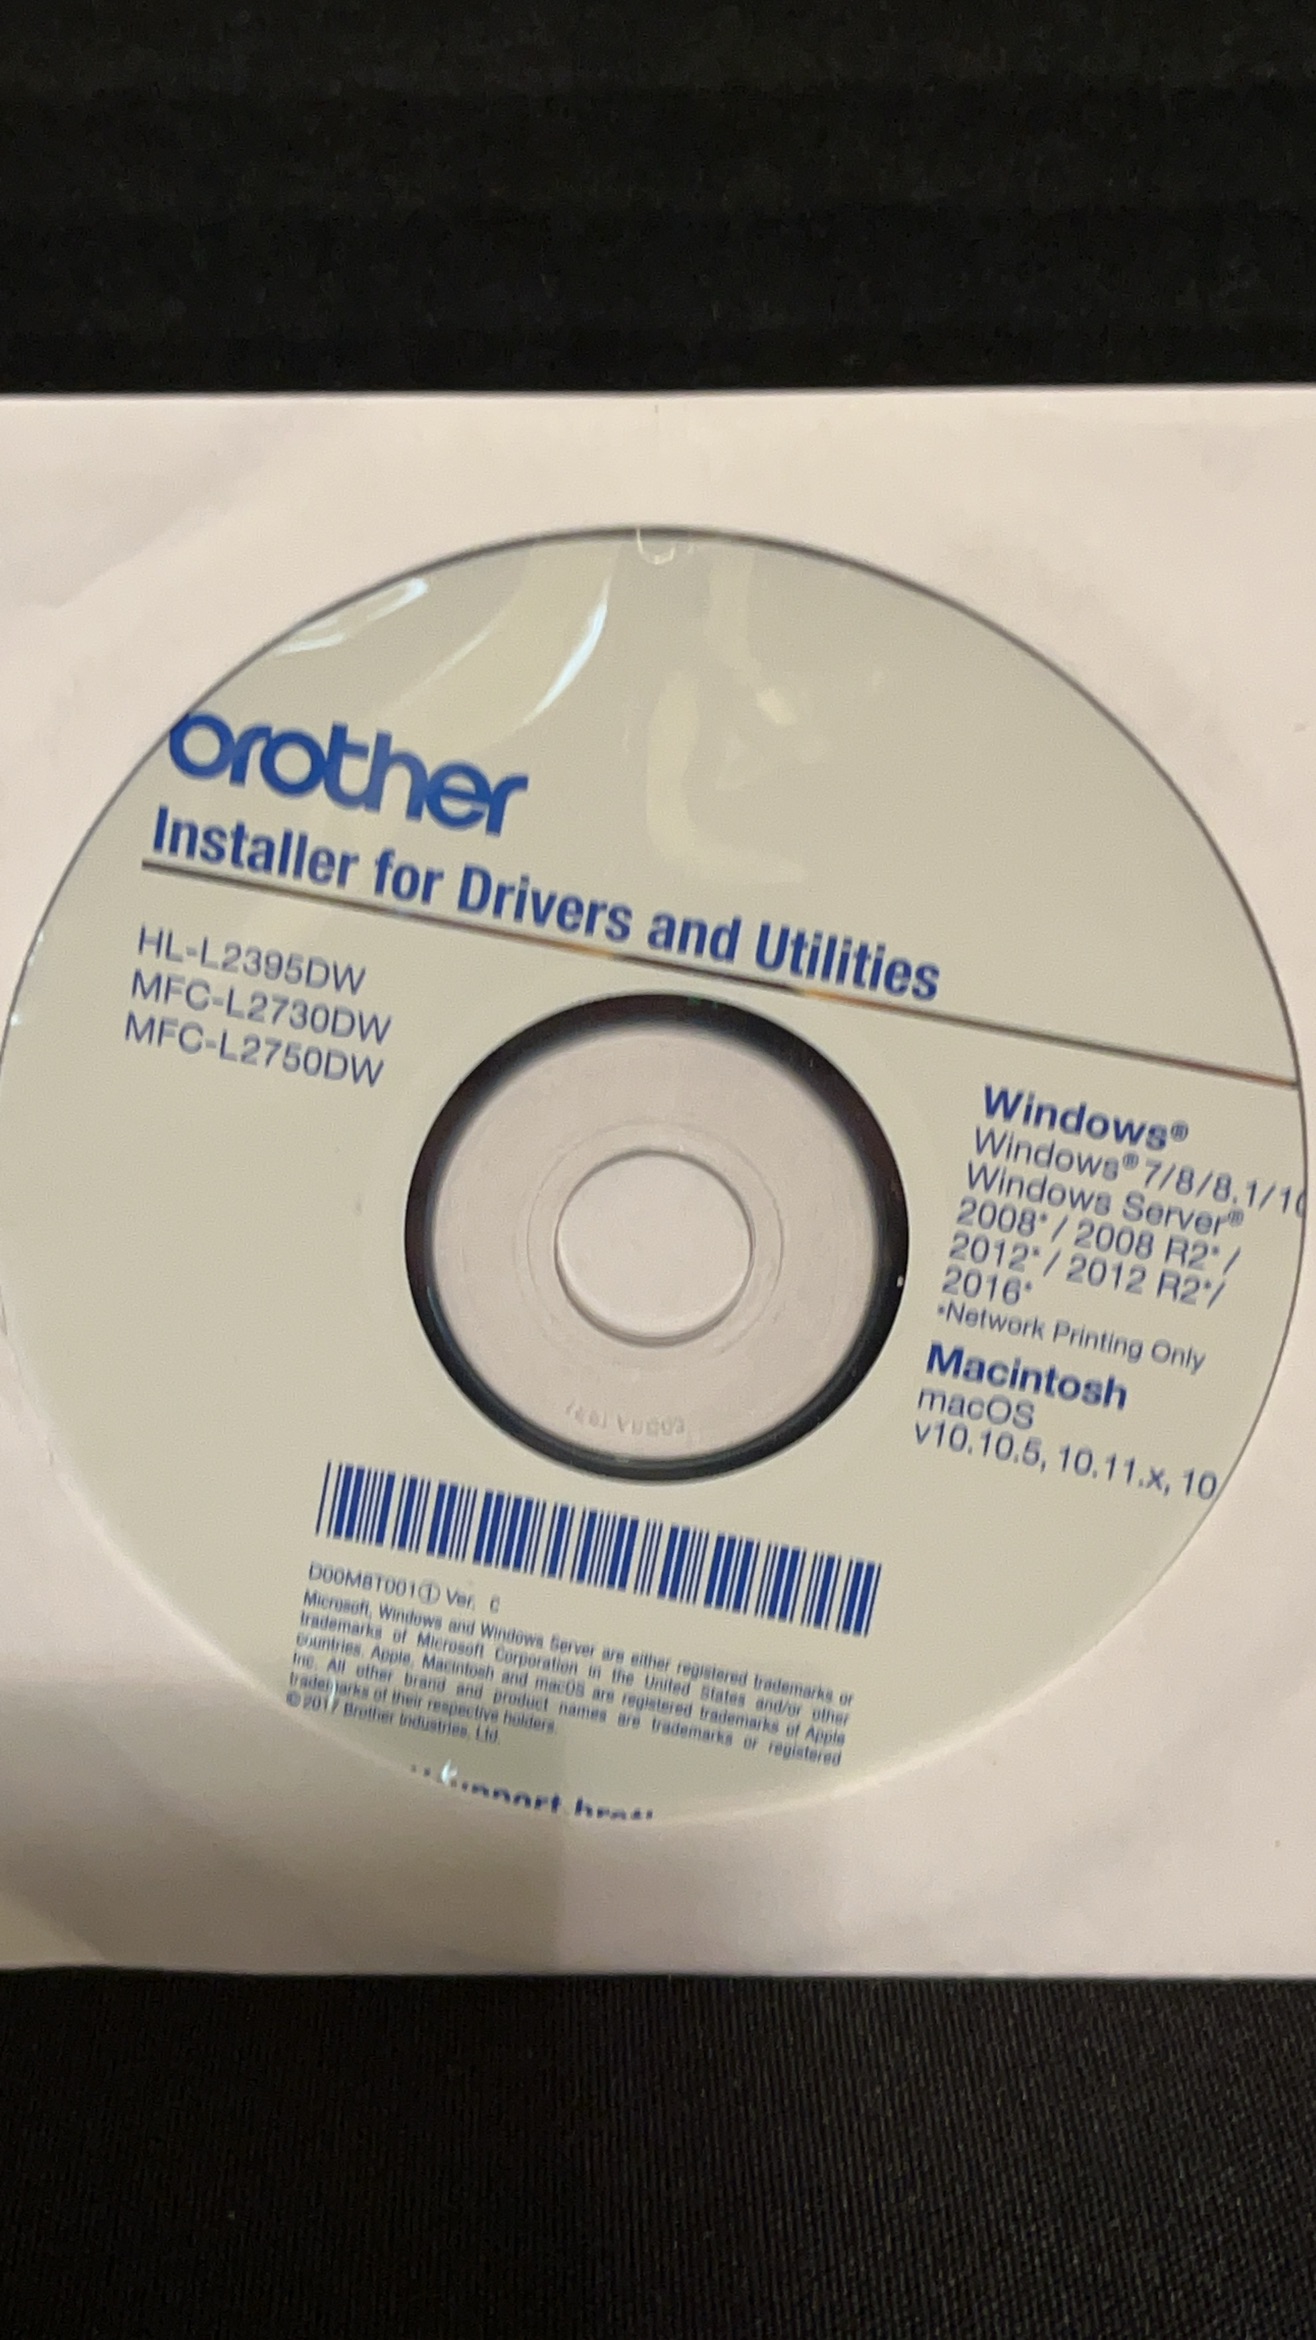 brother
Installer for Drivers and Utilities
HL-L2395DW
MFC-L2730DW
MFC-L2750DW
Windows®
Windows® 7/8/8.1/10
Windows Server®
2008* / 2008 R2* /
2012* / 2012 R2*/
2016*
*Network Printing Only
Macintosh
macOS
v10.10.5, 10.11.x, 10
D00M8T001① Ver. C
Microsoft, Windows and Windows Server are either registered trademarks or
trademarks of Microsoft Corporation in the United States and/or other
countries. Apple, Macintosh and macOS are registered trademarks of Apple
Inc. All other brand and product names are trademarks or registered
trademarks of their respective holders.
© 2017 Brother Industries, Ltd.